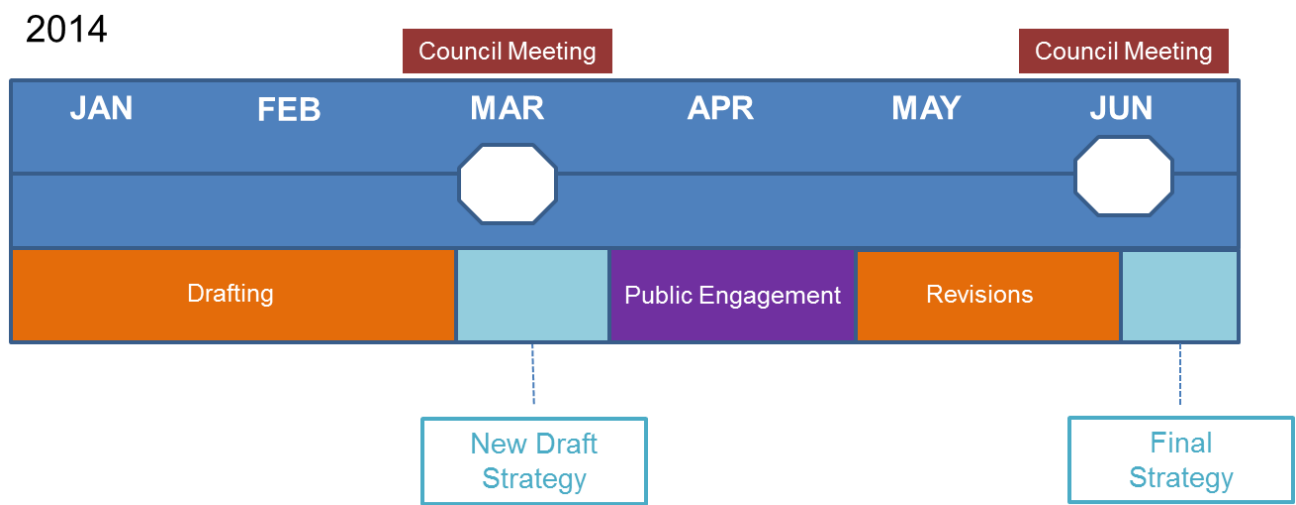 2014
Council Meeting
Council Meeting
JAN
FEB
MAR
APR
MAY
JUN
Drafting
Public Engagement
Revisions
New Draft
Strategy
Final
Strategy